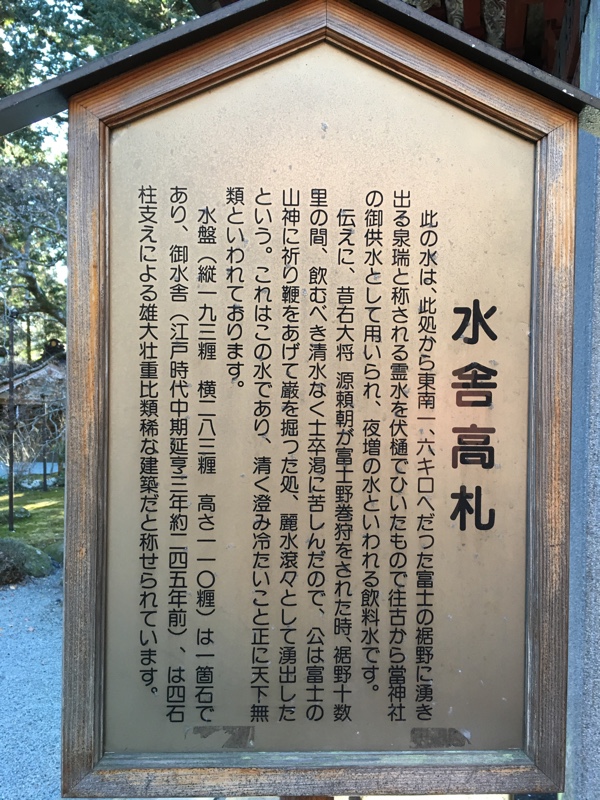 水舎高札
此の水は、此処から東南一、六キロへだった富士の裾野に湧き
出る泉瑞と称される霊水を伏樋でひいたもので往古から當神社
の御供水として用いられ、夜増の水といわれる飲料水です。
伝えに、昔右大将 源頼朝が富士野巻狩をされた時、裾野十数
里の間、飲むべき清水なく士卒渇に苦しんだので、公は富士の
山神に祈り鞭をあげて巌を掘った処、麗水滾々として湧出した
という。これはこの水であり、清く澄み冷たいこと正に天下無
類といわれております。
水盤（縦一九三糎 横二八三糎 高さ一一〇糎）は一箇石で
あり、御水舎（江戸時代中期延享三年約二四五年前）、は四石
柱支えによる雄大壮重比類稀な建築だと称せられています。